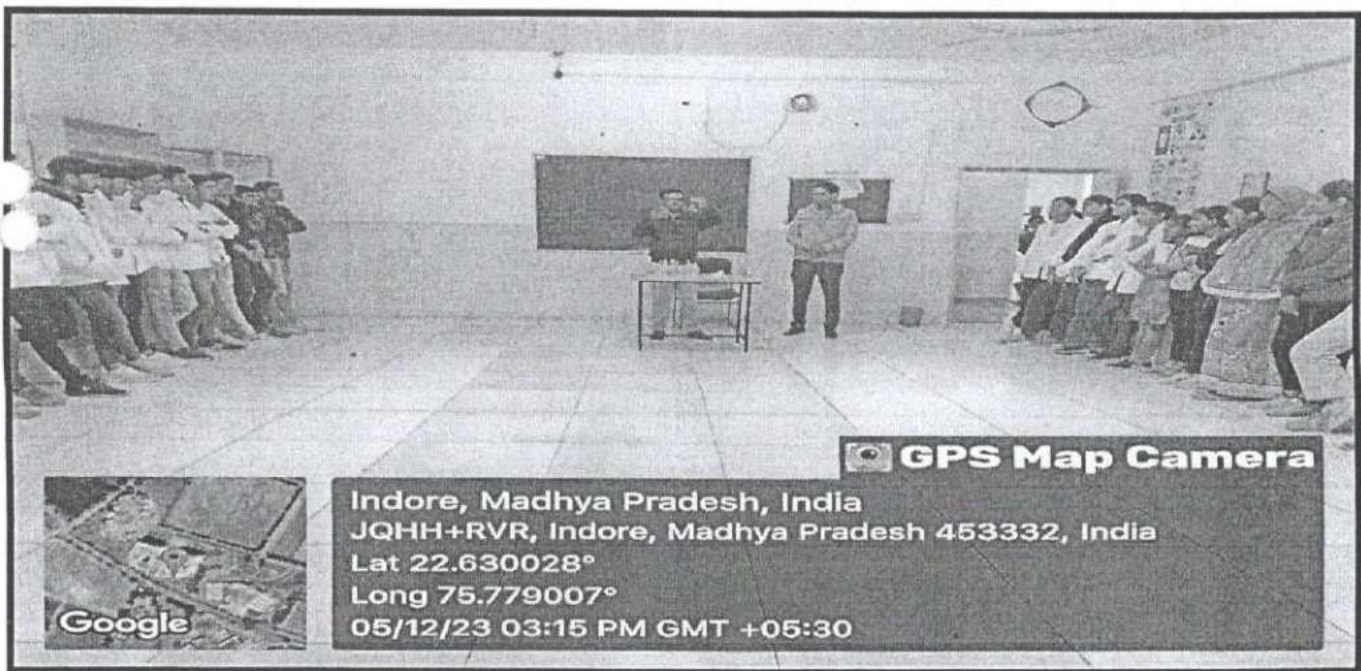 GPS Map Camera
Indore, Madhya Pradesh, India
JQHH+RVR, Indore, Madhya Pradesh 453332, India
Lat 22.630028°
Long 75.779007°
05/12/23 03:15 PM GMT +05:30
Google